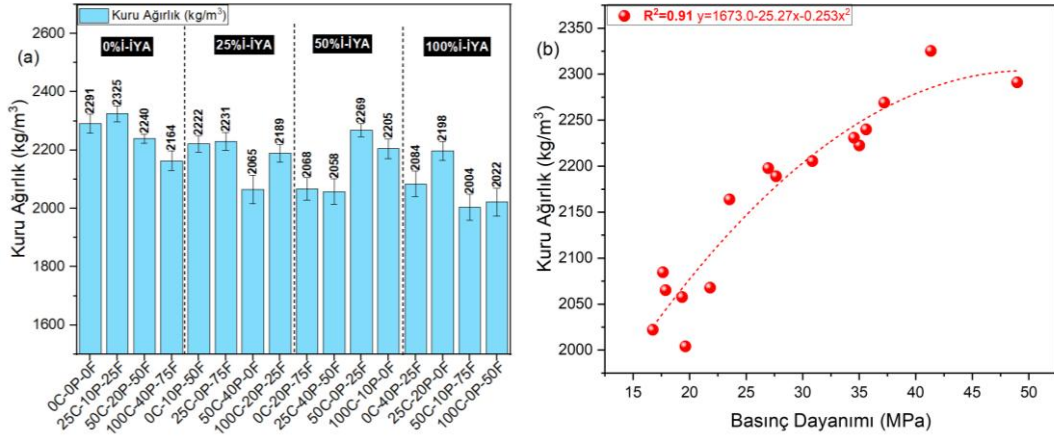 Kuru Ağırlık (kg/m³)
(a)
0%İ-İYA
25%İ-İYA
50%İ-İYA
100%İ-İYA
2600
2400
2200
2000
1800
1600
Kuru Ağırlık (kg/m³)
2291
2325
2240
2164
2222
2231
2065
2189
2068
2058
2269
2205
2084
2198
2004
2022
0C-0P-0F
25C-10P-25F
50C-20P-50F
100C-40P-75F
0C-10P-50F
25C-0P-75F
50C-40P-0F
100C-20P-25F
0C-20P-75F
25C-40P-50F
50C-0P-25F
100C-10P-0F
0C-40P-25F
25C-20P-0F
50C-10P-75F
100C-0P-50F
(b)
R²=0.91 y=1673.0-25.27x-0.253x²
2350
2300
2250
2200
2150
2100
2050
2000
Kuru Ağırlık (kg/m³)
15 20 25 30 35 40 45 50
Basınç Dayanımı (MPa)